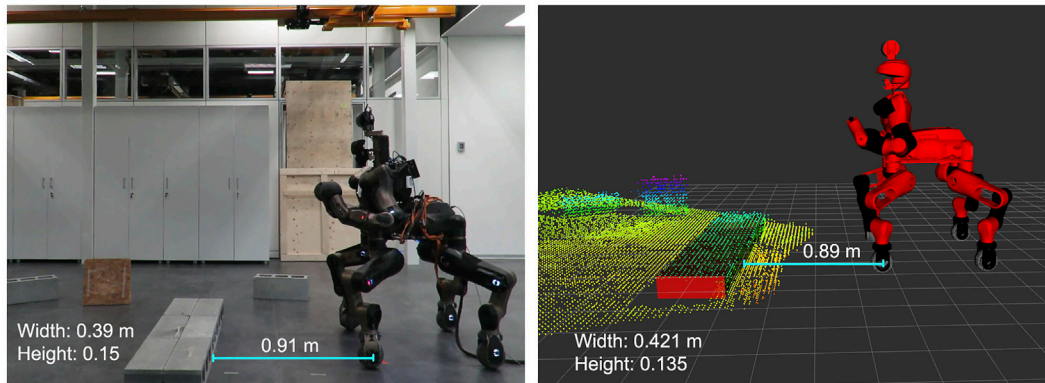 Width: 0.39 m
Height: 0.15
0.91 m
0.89 m
Width: 0.421 m
Height: 0.135